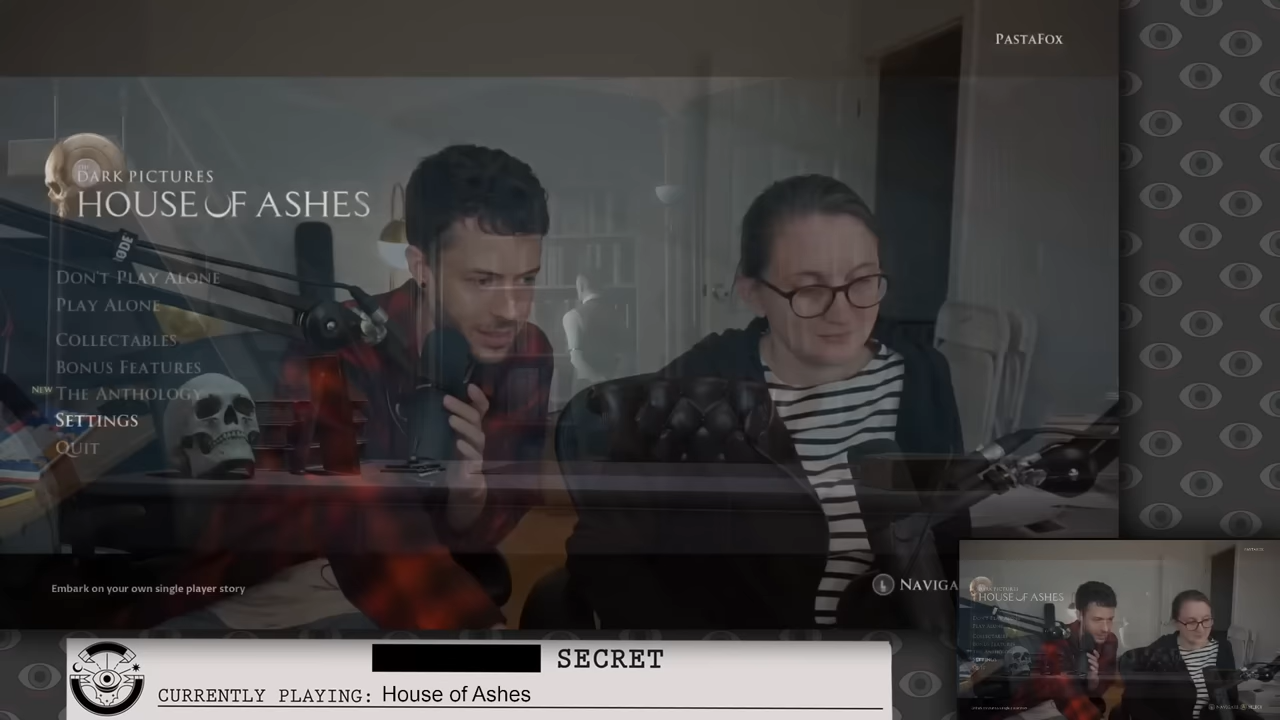 PASTAFOX
THE
DARK PICTURES
HOUSE OF ASHES
RODE
DON'T PLAY ALONE
PLAY ALONE
COLLECTABLES
BONUS FEATURES
NEW THE ANTHOLOGY
SETTINGS
QUIT
Embark on your own single player story
NAVIGA
HOUSE OF ASHES
SECRET
CURRENTLY PLAYING: House of Ashes